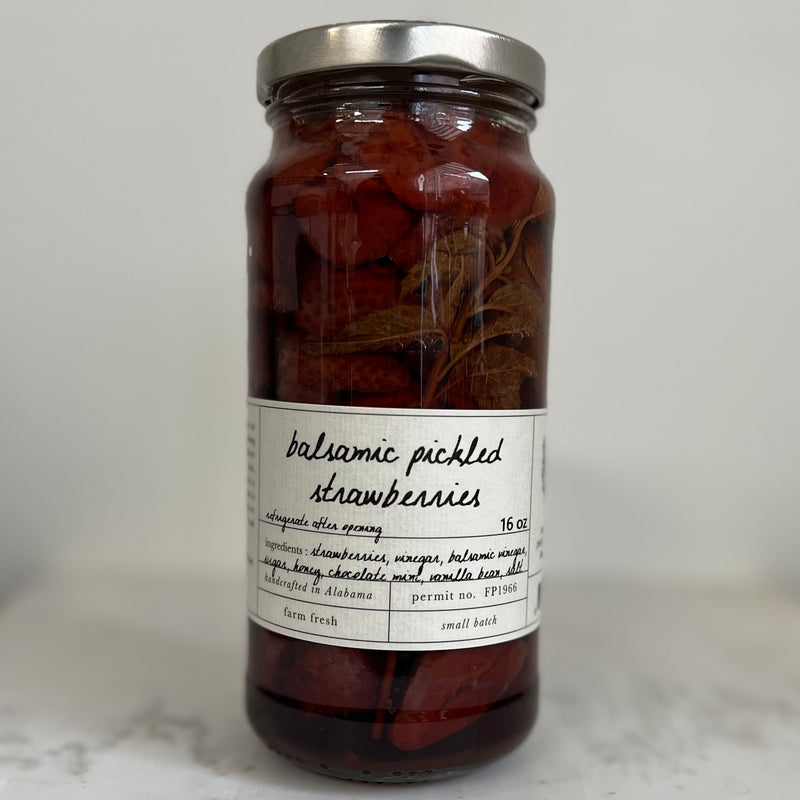 balsamic pickled
strawberries
refrigerate after opening
16 oz
ingredients : strawberries, vinegar, balsamic vinegar,
sugar, honey, chocolate mint, vanilla bean, salt
handcrafted in Alabama
permit no. FP1966
farm fresh
small batch